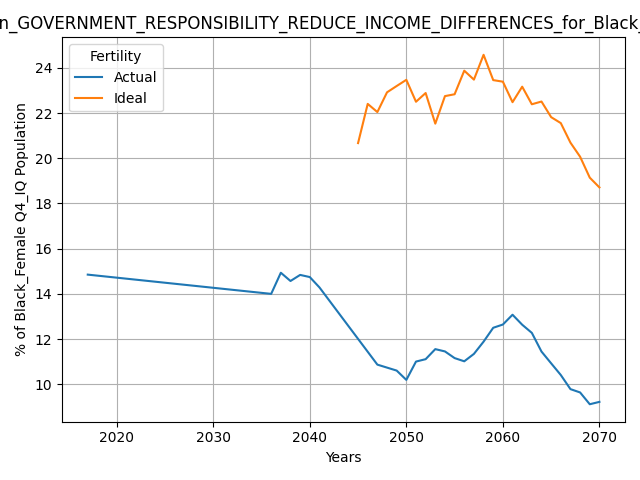 n_GOVERNMENT_RESPONSIBILITY_REDUCE_INCOME_DIFFERENCES_for_Black_
Fertility
Actual
Ideal
% of Black_Female Q4_IQ Population
24
22
20
18
16
14
12
10
2020 2030 2040 2050 2060 2070
Years